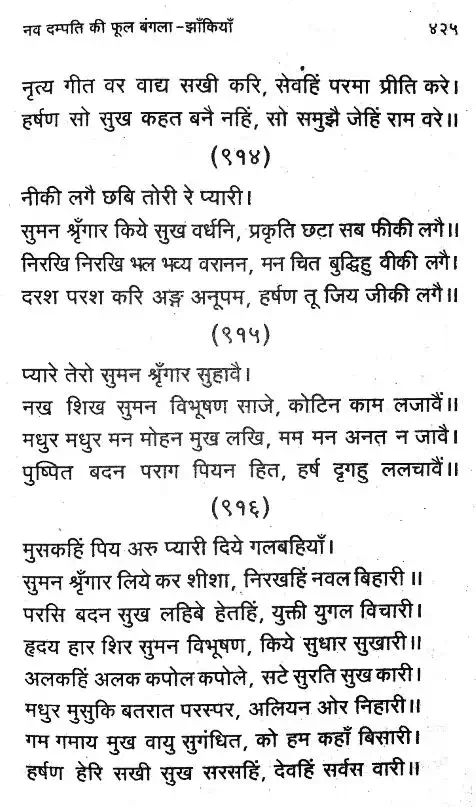 नव दम्पति की फूल बंगला -झाँकियाँ ४२५
नृत्य गीत वर वाद्य सखी करि, सेवहिं परमा प्रीति करे।
हर्षण सो सुख कहत बनै नहिं, सो समुझै जेहिं राम वरे॥
(९१४)
नीकी लगै छबि तोरी रे प्यारी।
सुमन श्रृँगार किये सुख वर्धनि, प्रकृति छटा सब फीकी लगै॥
निरखि निरखि भल भव्य वरानन, मन चित बुद्धिहु वीकी लगै।
दरश परश करि अङ्ग अनूपम, हर्षण तू जिय जीकी लगै॥
(९१५)
प्यारे तेरो सुमन श्रृँगार सुहावै।
नख शिख सुमन विभूषण साजे, कोटिन काम लजावैं॥
मधुर मधुर मन मोहन मुख लखि, मम मन अनत न जावै।
पुष्पित बदन पराग पियन हित, हर्ष दृगहु ललचावैं॥
(९१६)
मुसकहिं पिय अरु प्यारी दिये गलबहियाँ।
सुमन श्रृँगार लिये कर शीशा, निरखहिं नवल बिहारी॥
परसि बदन सुख लहिबे हेतहिं, युक्ती युगल विचारी।
हृदय हार शिर सुमन विभूषण, किये सुधार सुखारी॥
अलकहिं अलक कपोल कपोले, सटे सुरति सुख कारी।
मधुर मुसुकि बतरात परस्पर, अलियन ओर निहारी॥
गम गमाय मुख वायु सुगंधित, को हम कहाँ बिसारी।
हर्षण हेरि सखी सुख सरसहिं, देवहिं सर्वस वारी॥